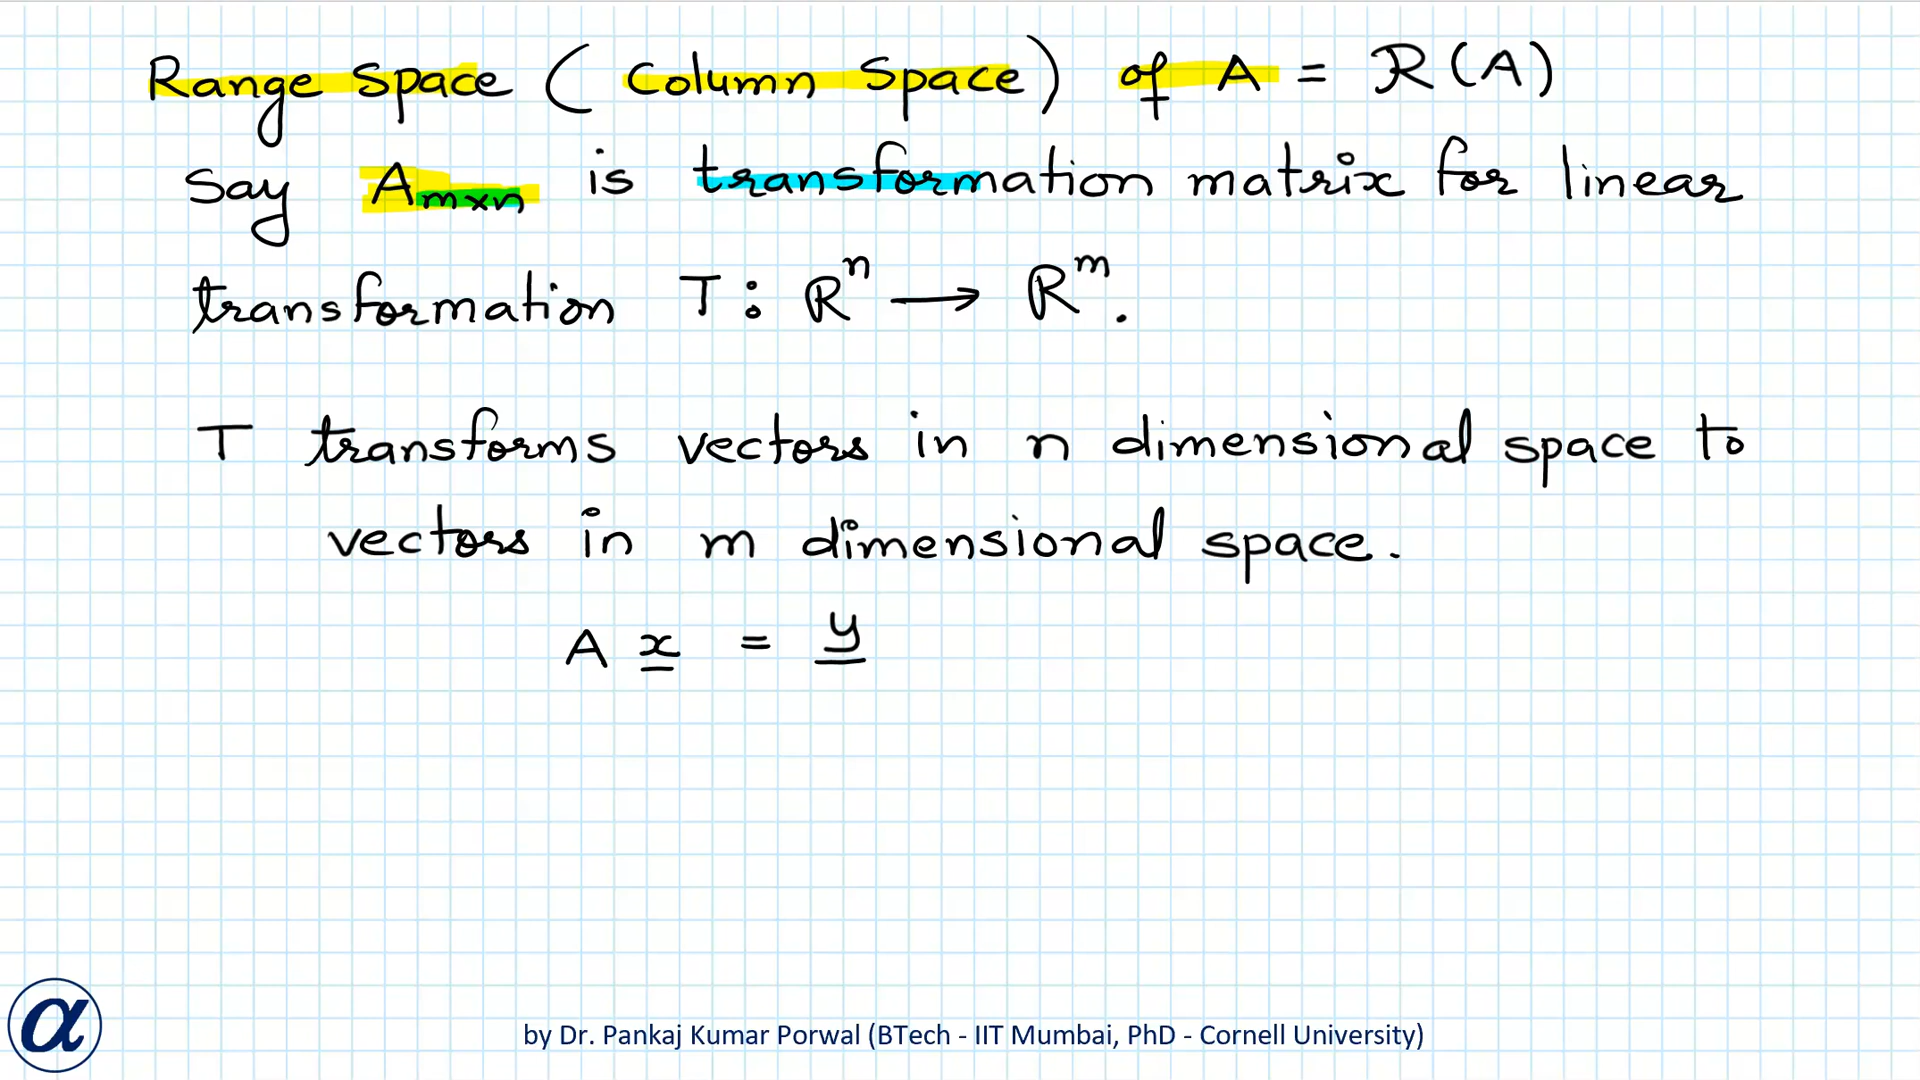 Range Space ( Column Space ) of A = R(A)
Say Amxn is transformation matrix for linear
transformation T : Rⁿ ⟶ Rᵐ.
T transforms vectors in n dimensional space to
vectors in m dimensional space.
A x = y
α
by Dr. Pankaj Kumar Porwal (BTech - IIT Mumbai, PhD - Cornell University)